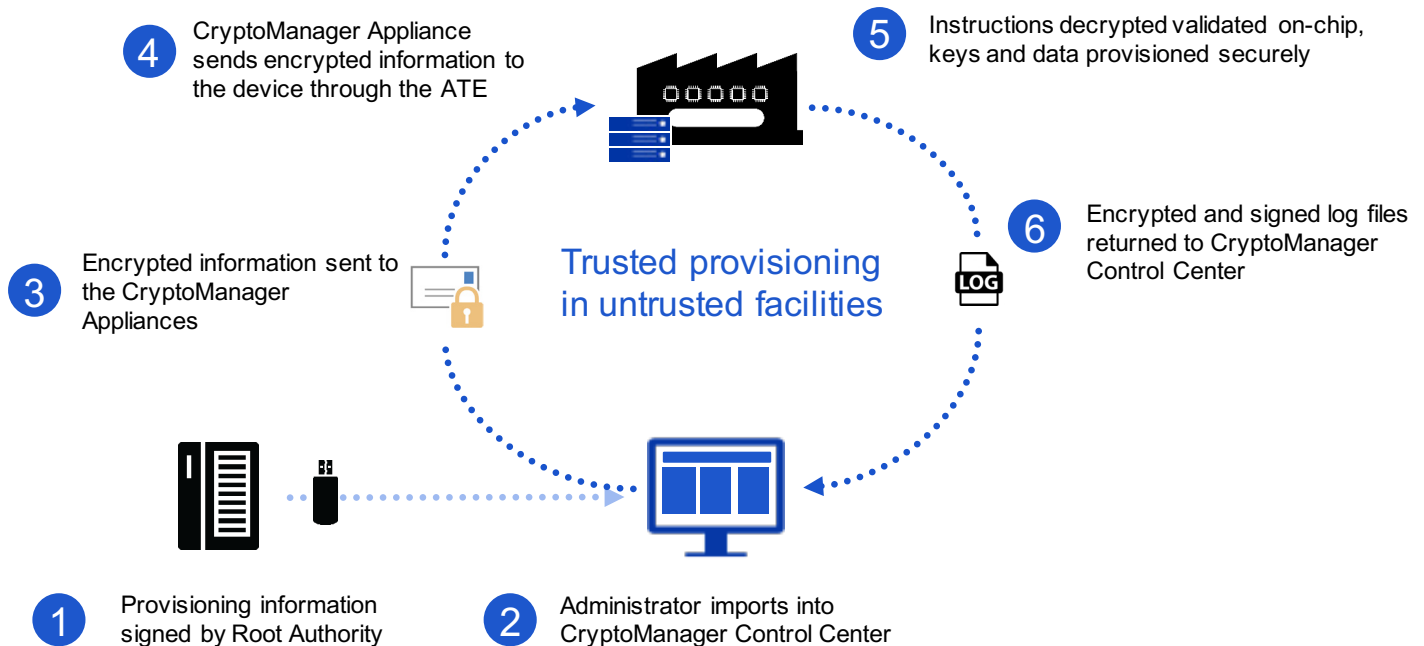 4
CryptoManager Appliance
sends encrypted information to
the device through the ATE
5
Instructions decrypted validated on-chip,
keys and data provisioned securely
3
Encrypted information sent to
the CryptoManager
Appliances
Trusted provisioning
in untrusted facilities
LOG
6
Encrypted and signed log files
returned to CryptoManager
Control Center
1
Provisioning information
signed by Root Authority
2
Administrator imports into
CryptoManager Control Center